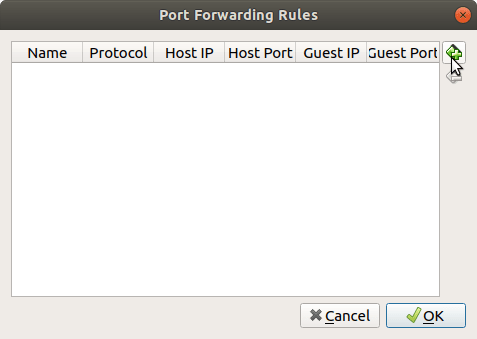 Port Forwarding Rules
Name Protocol Host IP Host Port Guest IP Guest Port
Cancel OK